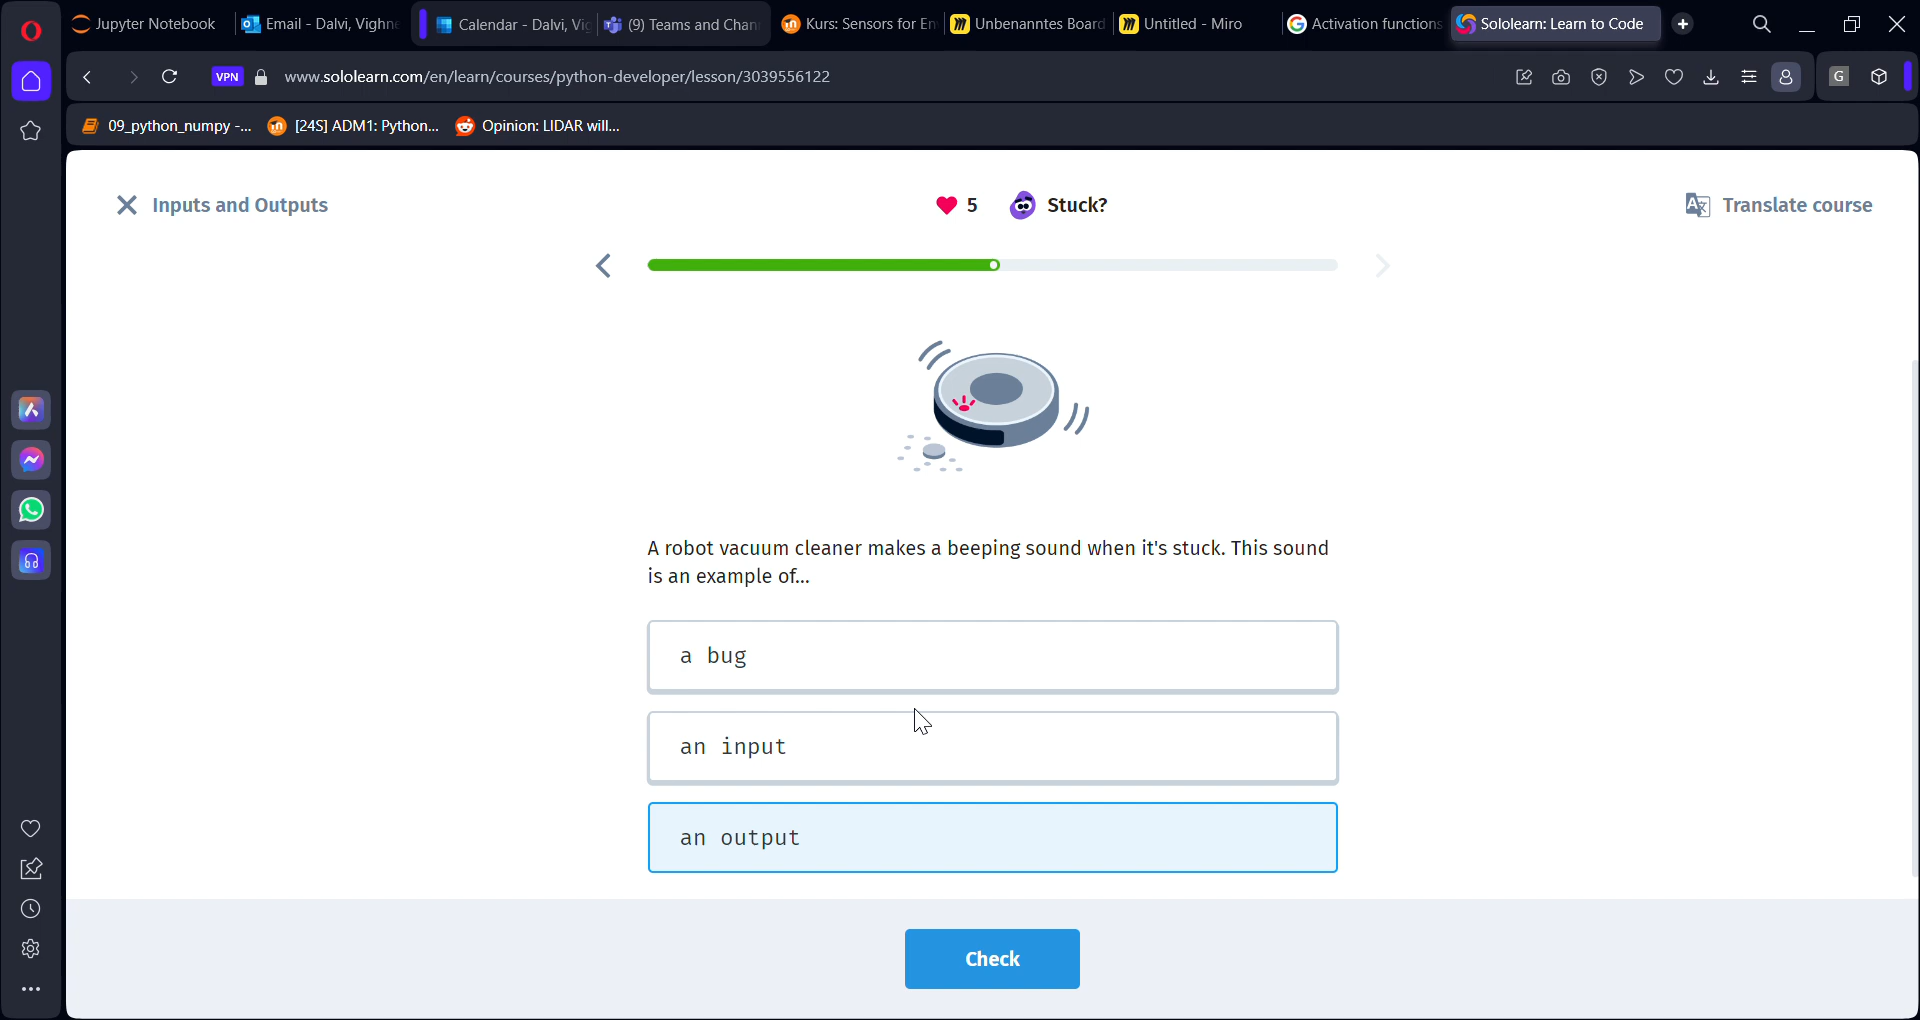 Jupyter Notebook
Email - Dalvi, Vighne
Calendar - Dalvi, Vig
(9) Teams and Chan
Kurs: Sensors for En
Unbenanntes Board
Untitled - Miro
Activation functions
Sololearn: Learn to Code
VPN
www.sololearn.com/en/learn/courses/python-developer/lesson/3039556122
G
09_python_numpy -...
[24S] ADM1: Python...
Opinion: LIDAR will...
Inputs and Outputs
5
Stuck?
Translate course
A robot vacuum cleaner makes a beeping sound when it's stuck. This sound
is an example of...
a bug
an input
an output
Check